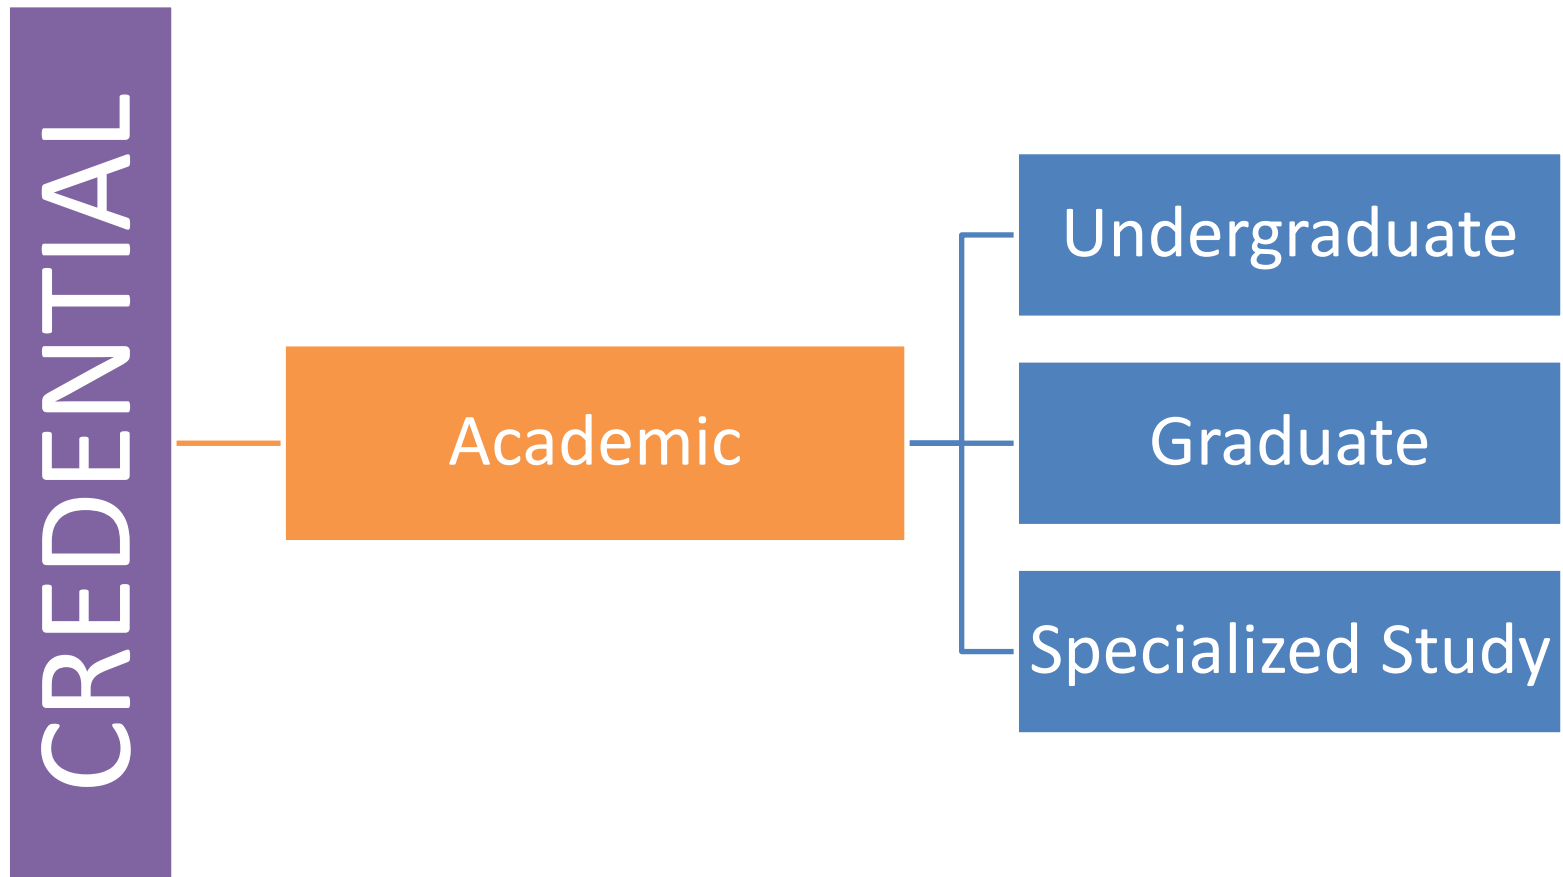 CREDENTIAL
Academic
Undergraduate
Graduate
Specialized Study